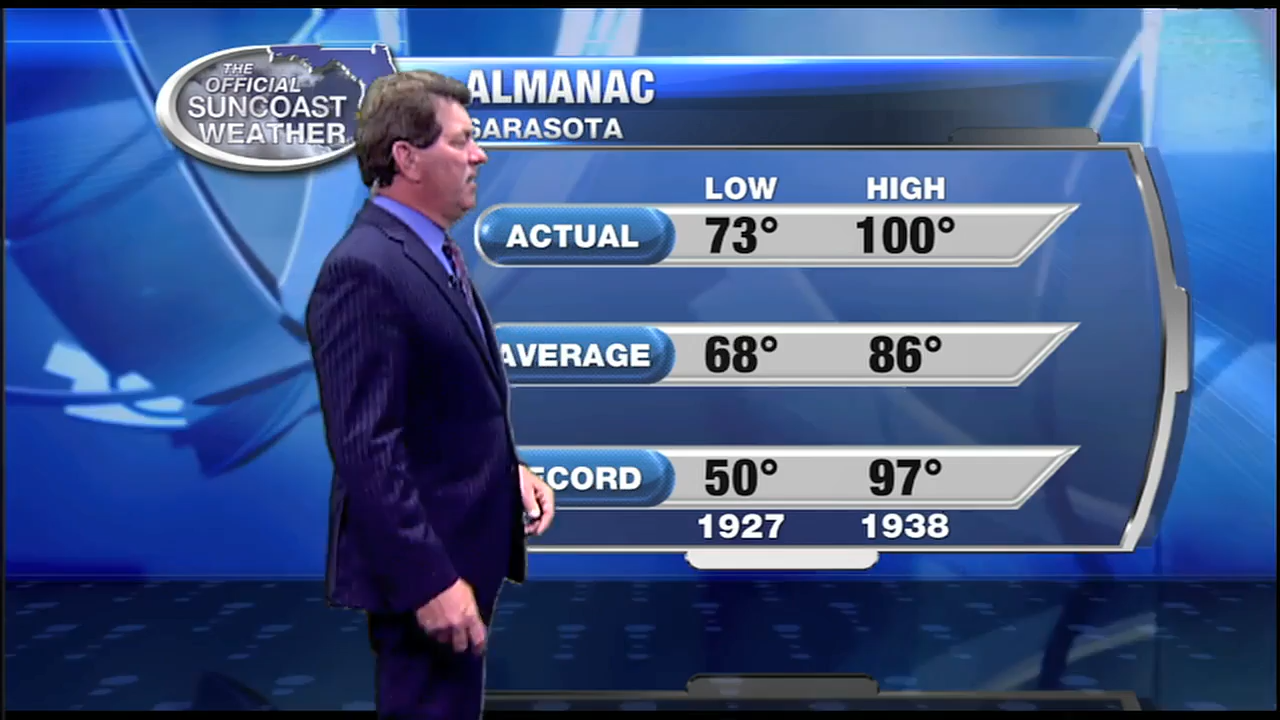 THE
OFFICIAL
SUNCOAST
WEATHER
ALMANAC
SARASOTA
LOW HIGH
ACTUAL 73° 100°
AVERAGE 68° 86°
ECORD 50° 97°
1927 1938